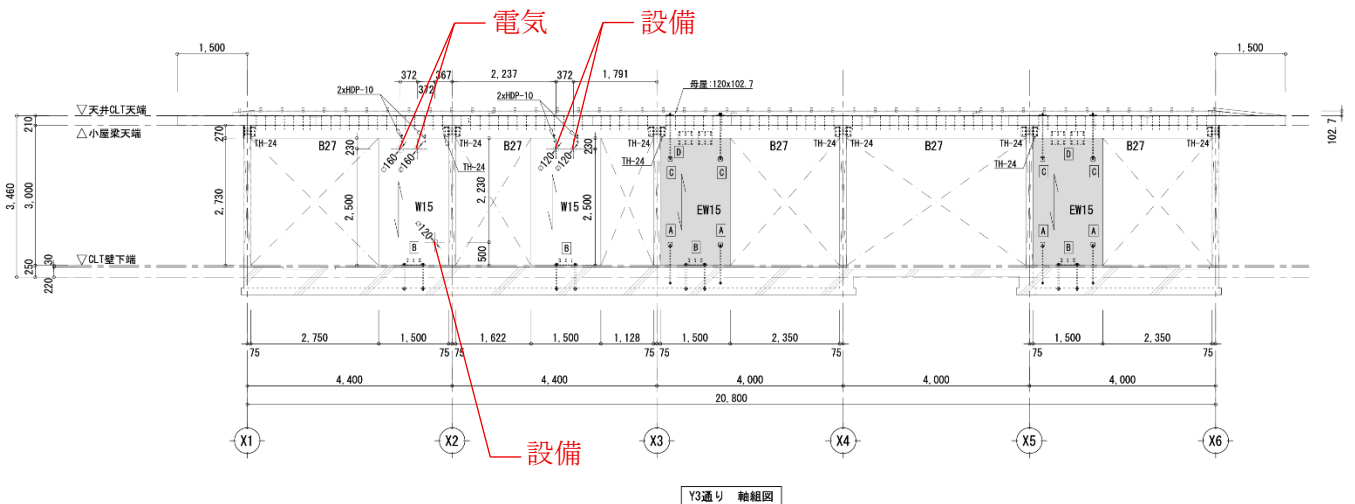 電気
設備
1,500
372
367
2,237
372
1,791
1,500
372
2xHDP-10
2xHDP-10
母屋:120x102.7
▽天井CLT天端
△小屋梁天端
210
270
102.7
TH-24
B27
230
φ160
φ160
TH-24
TH-24
B27
φ120
φ120
230
TH-24
TH-24
D
B27
TH-24
B27
TH-24
D
B27
C
C
C
C
3,460
3,000
2,730
2,500
2,230
2,500
W15
W15
EW15
EW15
φ120
A
A
A
A
B
B
B
B
500
▽CLT壁下端
250
30
220
2,750
1,500
1,622
1,500
1,128
1,500
2,350
1,500
2,350
75
75
75
75
75
75
75
75
4,400
4,400
4,000
4,000
4,000
20,800
X1
X2
X3
X4
X5
X6
設備
Y3通り 軸組図